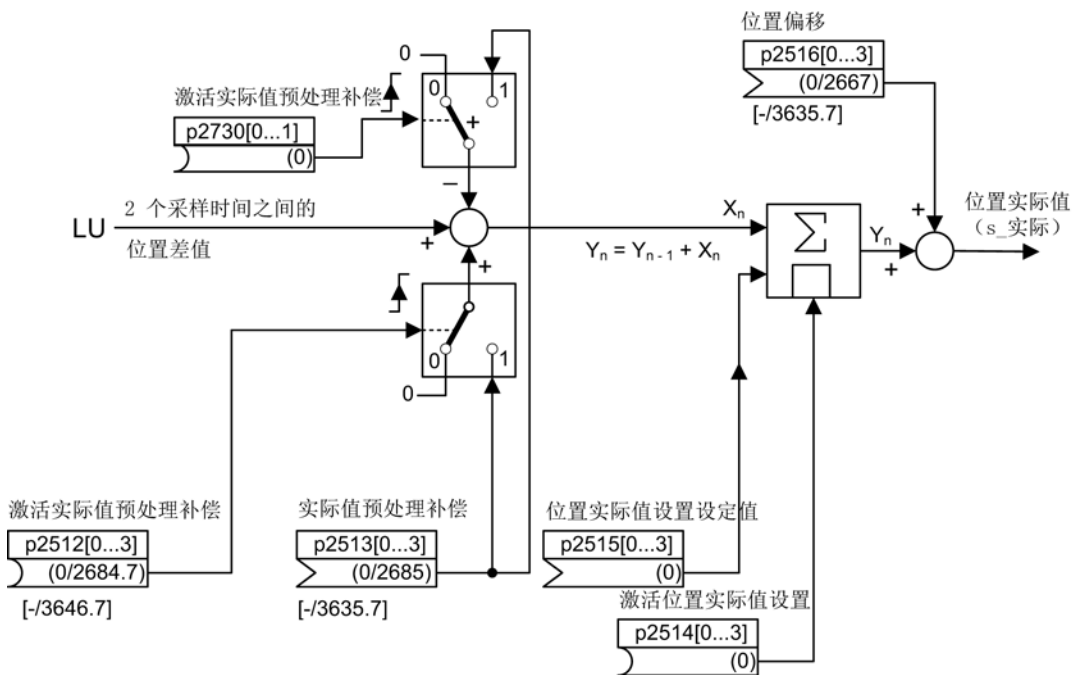 位置偏移
p2516[0...3]
(0/2667)
[-/3635.7]
0
0
1
+
激活实际值预处理补偿
p2730[0...1]
(0)
−
LU
2 个采样时间之间的
位置差值
+
+
Xn
Yn = Yn-1 + Xn
Σ
Yn
+
+
位置实际值
(s_实际)
0
1
0
激活实际值预处理补偿
p2512[0...3]
(0/2684.7)
[-/3646.7]
实际值预处理补偿
p2513[0...3]
(0/2685)
[-/3635.7]
位置实际值设置设定值
p2515[0...3]
(0)
激活位置实际值设置
p2514[0...3]
(0)